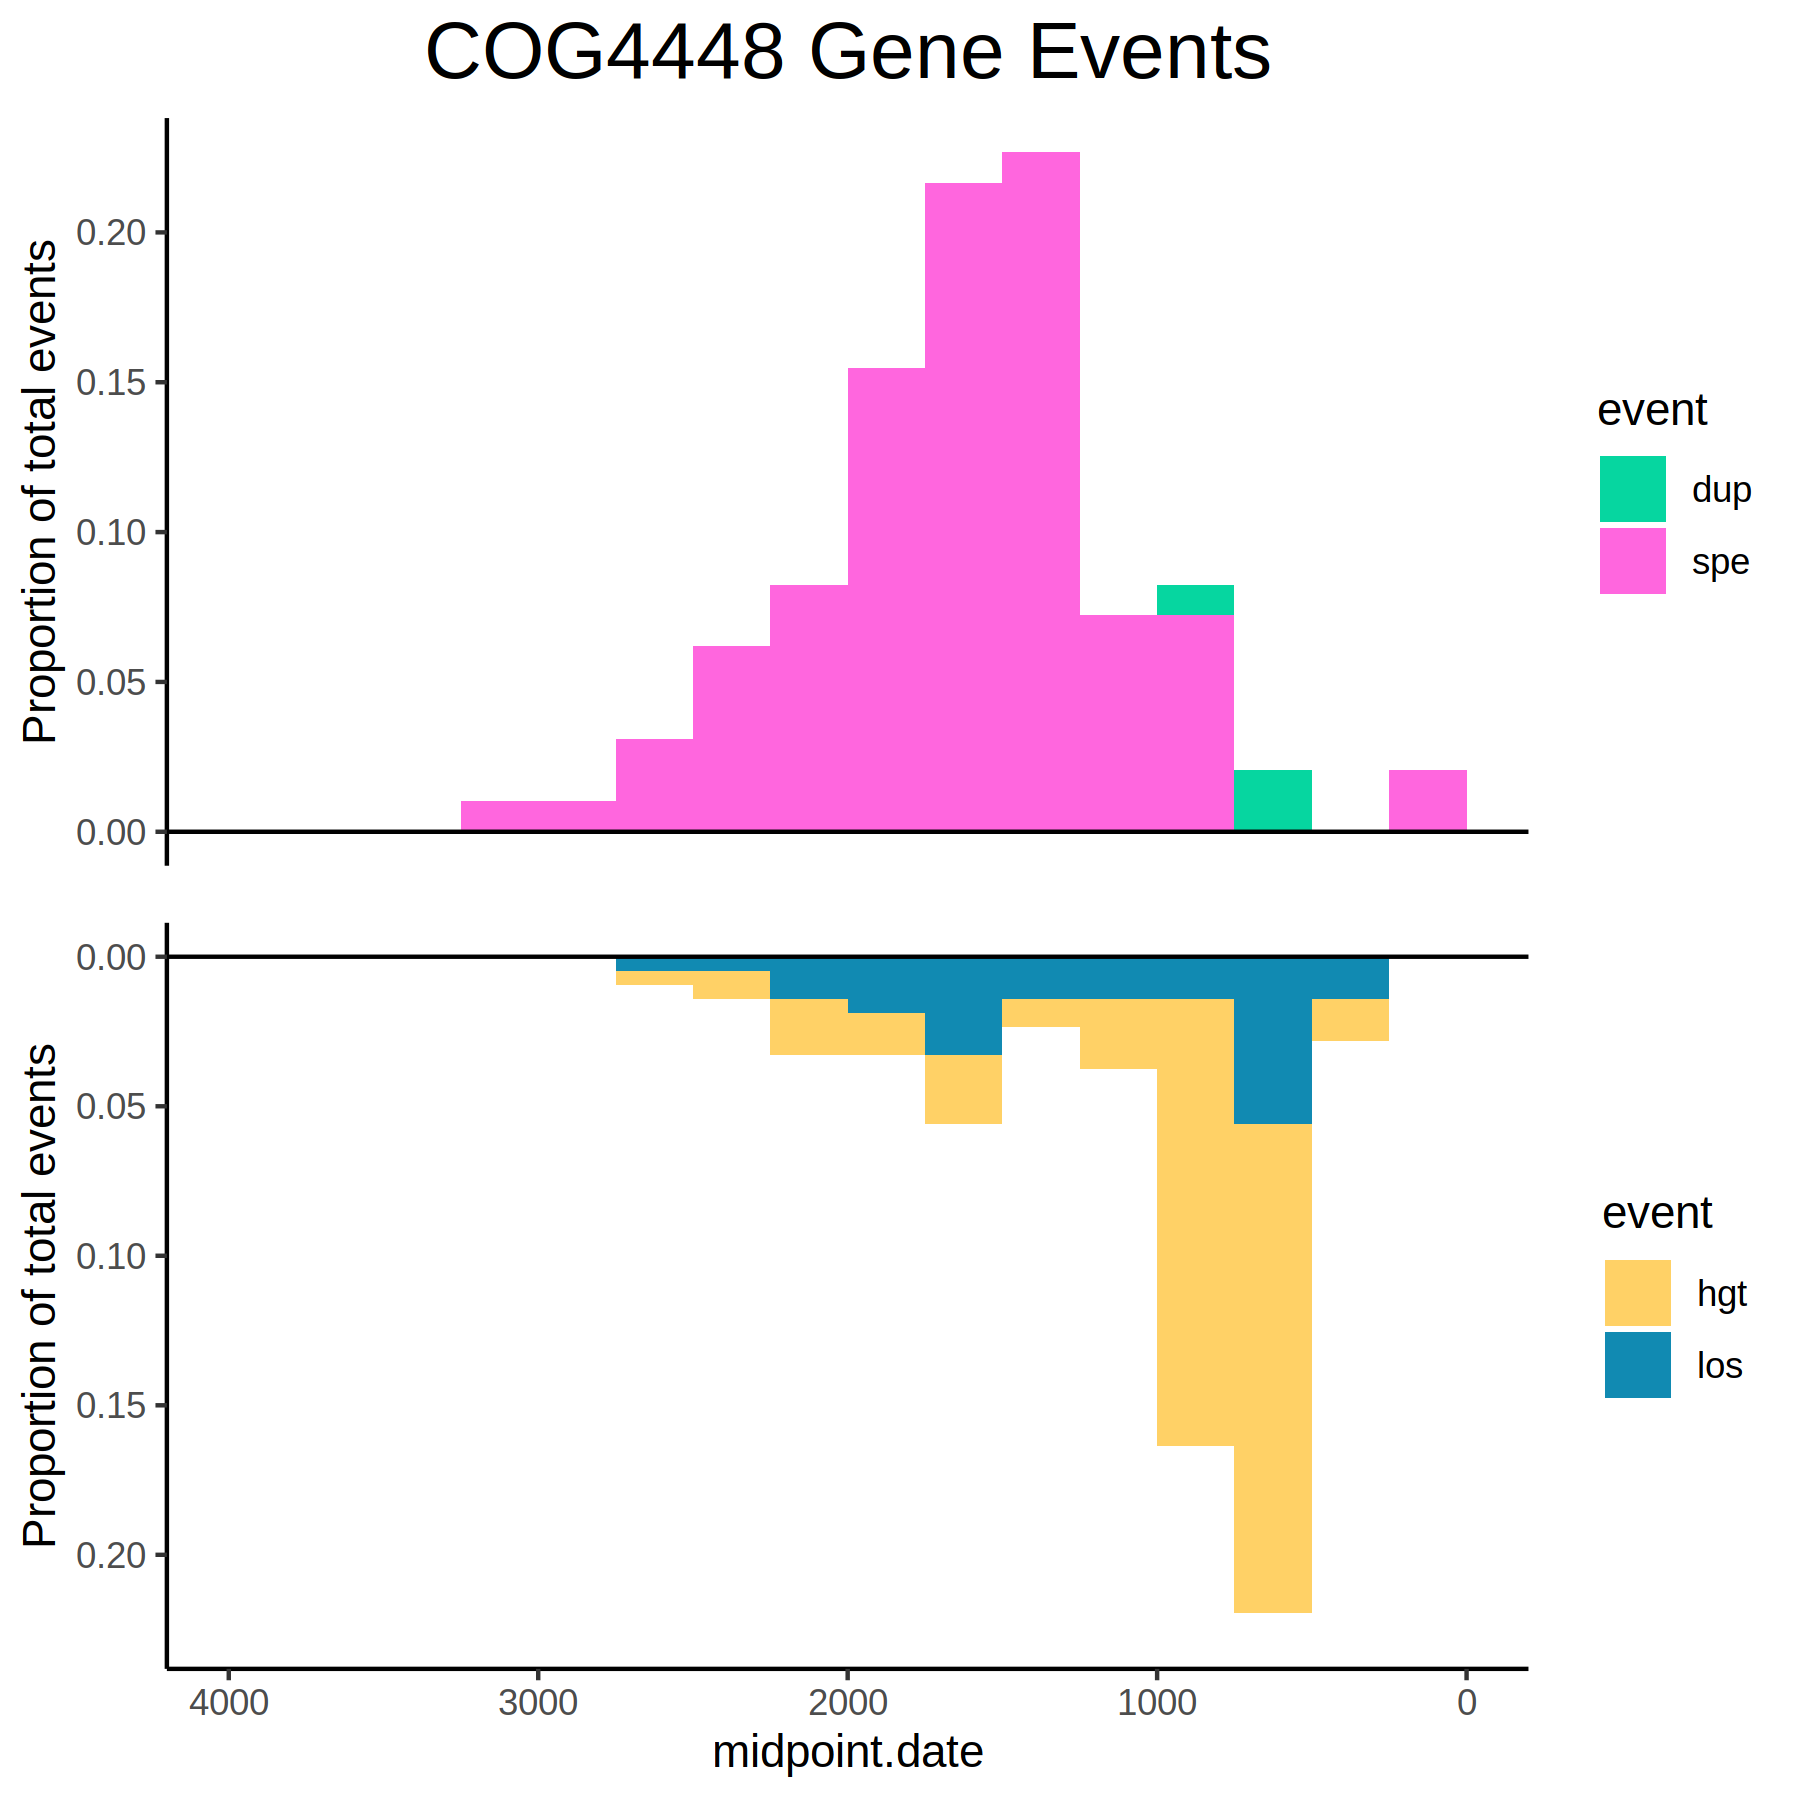 COG4448 Gene Events
Proportion of total events
0.20
0.15
0.10
0.05
0.00
event
dup
spe
Proportion of total events
0.00
0.05
0.10
0.15
0.20
event
hgt
los
4000 3000 2000 1000 0
midpoint.date